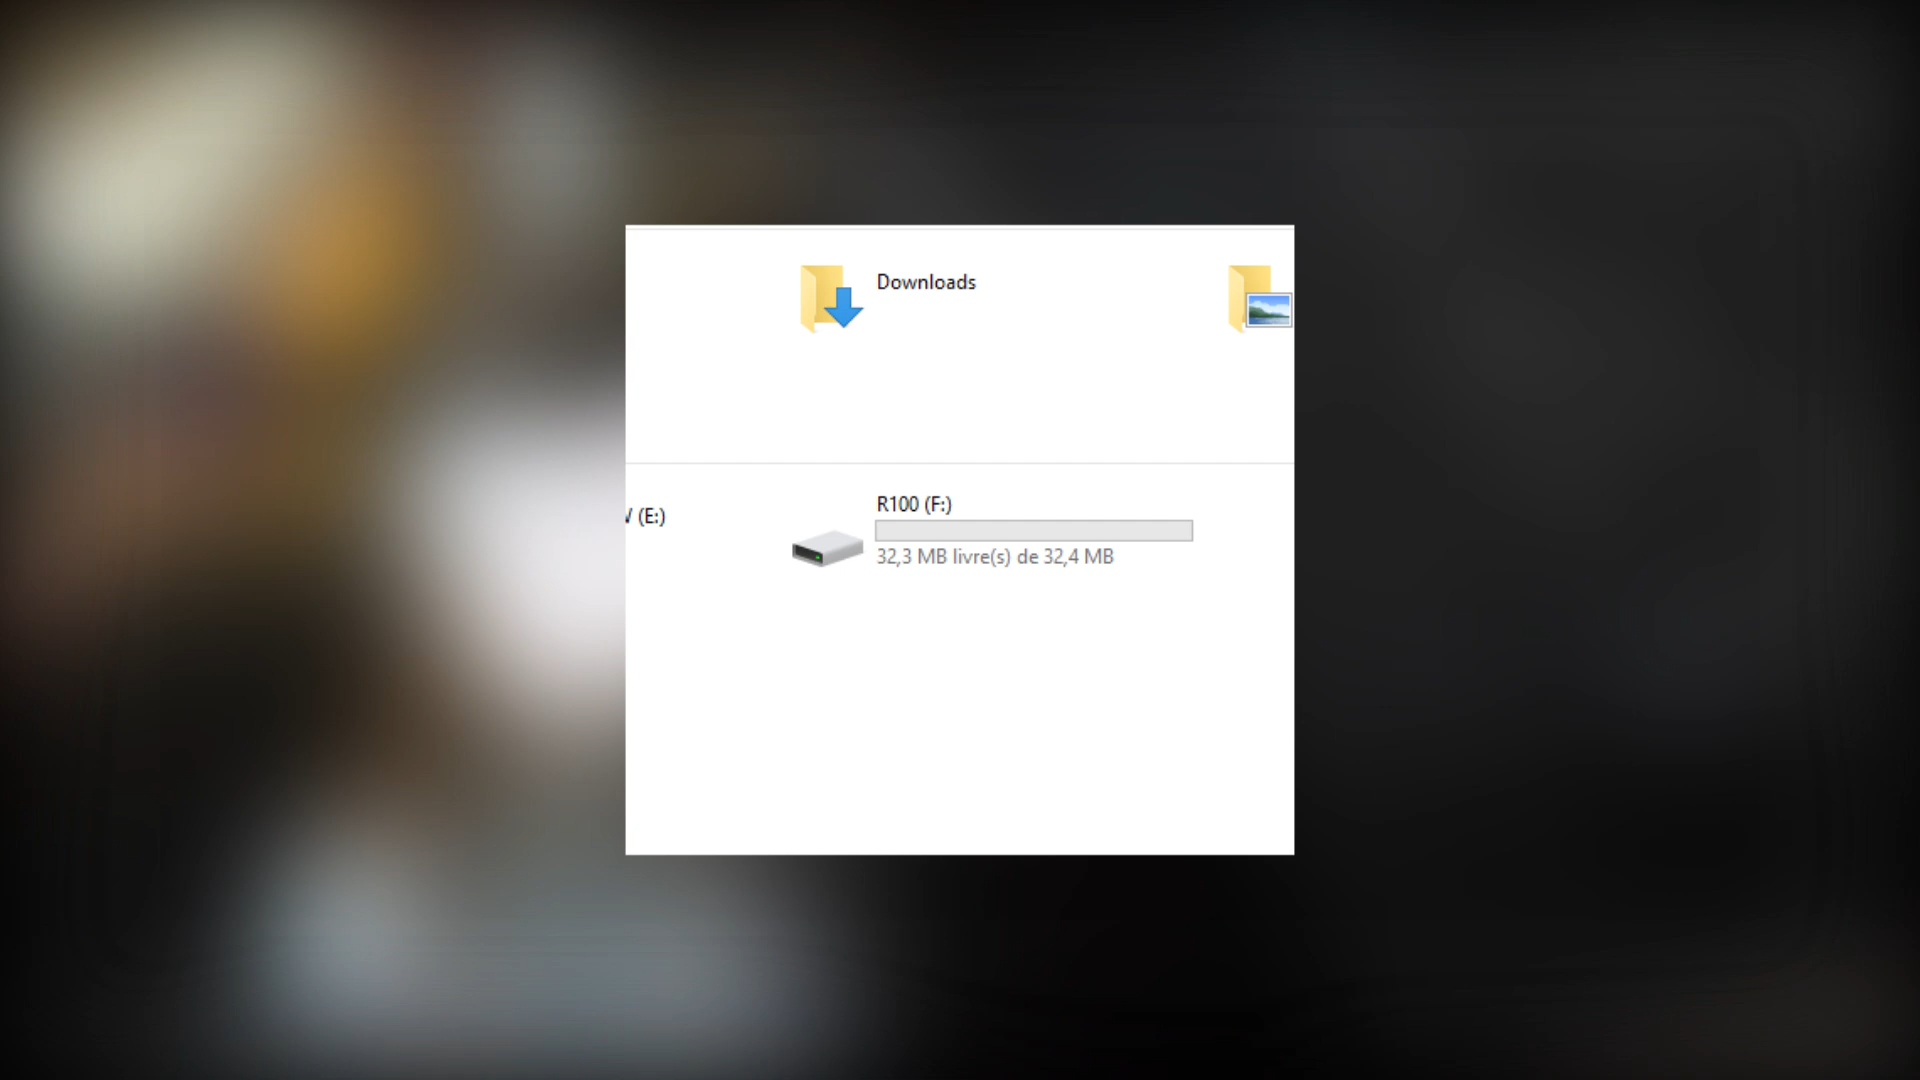 Downloads
R100 (F:)
(E:)
32,3 MB livre(s) de 32,4 MB